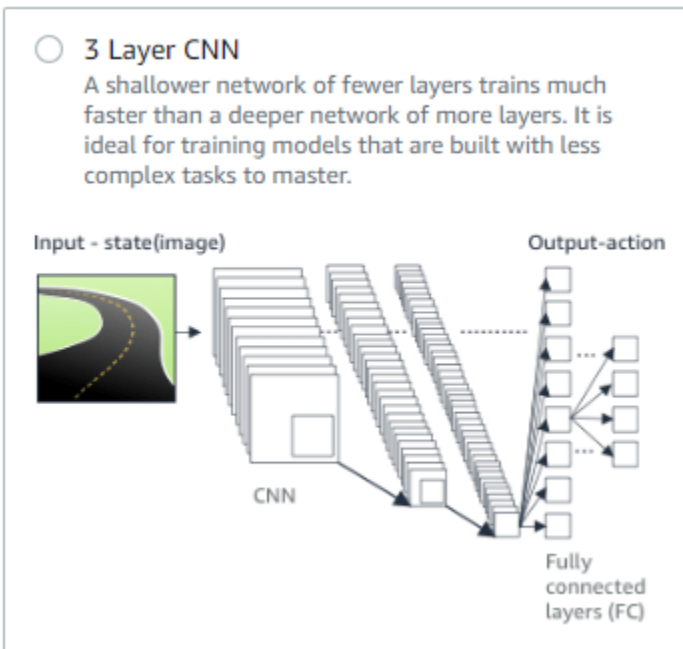 3 Layer CNN
A shallower network of fewer layers trains much
faster than a deeper network of more layers. It is
ideal for training models that are built with less
complex tasks to master.
Input - state(image)
Output-action
CNN
Fully
connected
layers (FC)